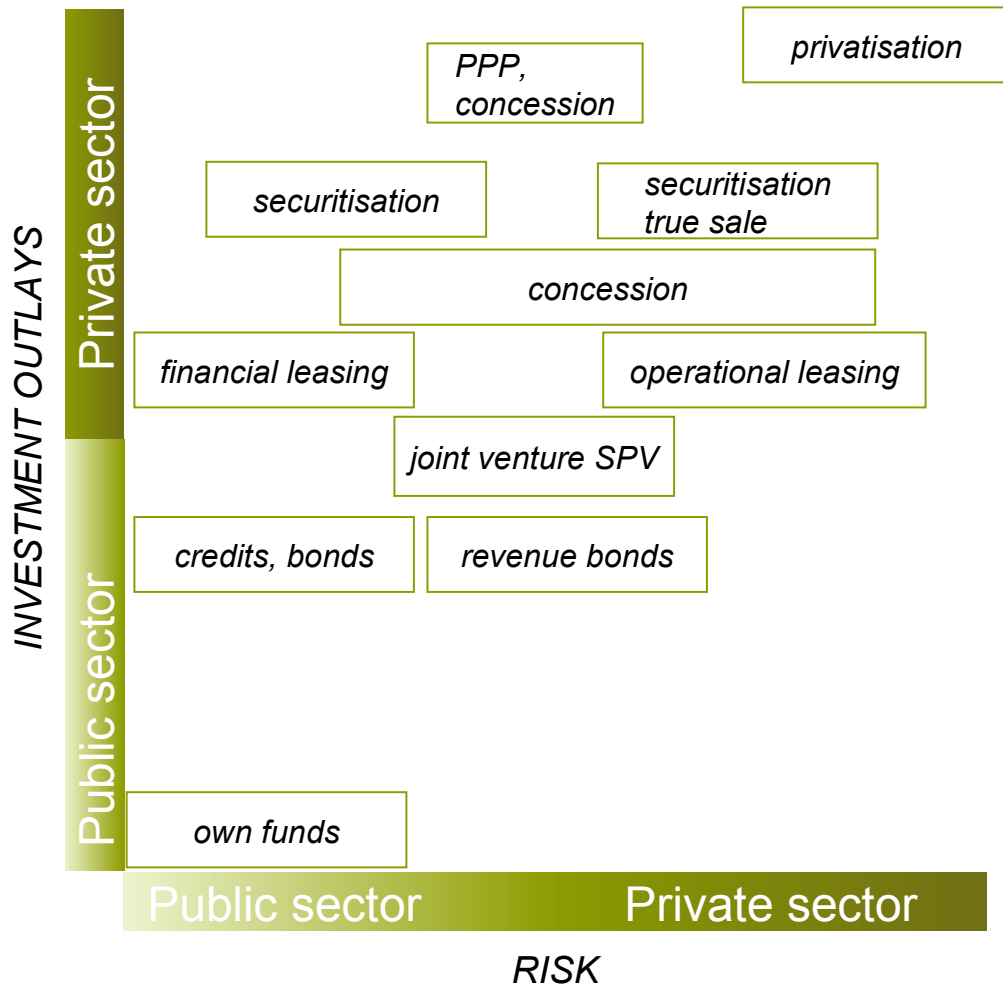 privatisation
PPP,
concession
securitisation
securitisation
true sale
concession
financial leasing
operational leasing
joint venture SPV
credits, bonds
revenue bonds
own funds
INVESTMENT OUTLAYS
Private sector
Public sector
Public sector
Private sector
RISK